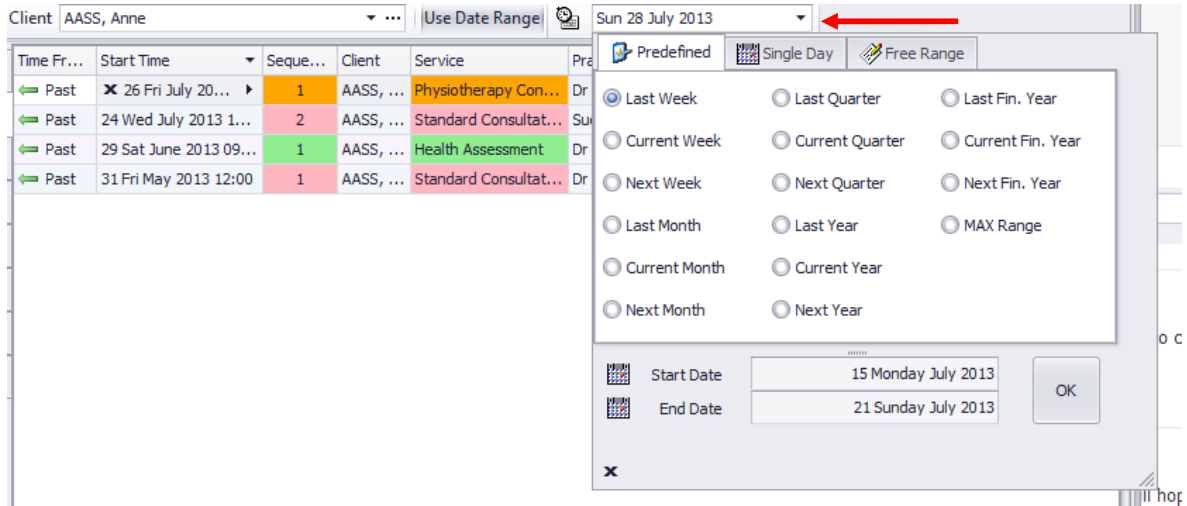 Client AASS, Anne ... Use Date Range Sun 28 July 2013
Time Fr... Start Time Seque... Client Service Pra
Past 26 Fri July 20... 1 AASS, ... Physiotherapy Con... Dr
Past 24 Wed July 2013 1... 2 AASS, ... Standard Consultat... Sue
Past 29 Sat June 2013 09... 1 AASS, ... Health Assessment Dr
Past 31 Fri May 2013 12:00 1 AASS, ... Standard Consultat... Dr
Predefined Single Day Free Range
Last Week Last Quarter Last Fin. Year
Current Week Current Quarter Current Fin. Year
Next Week Next Quarter Next Fin. Year
Last Month Last Year MAX Range
Current Month Current Year
Next Month Next Year
Start Date 15 Monday July 2013
End Date 21 Sunday July 2013
OK